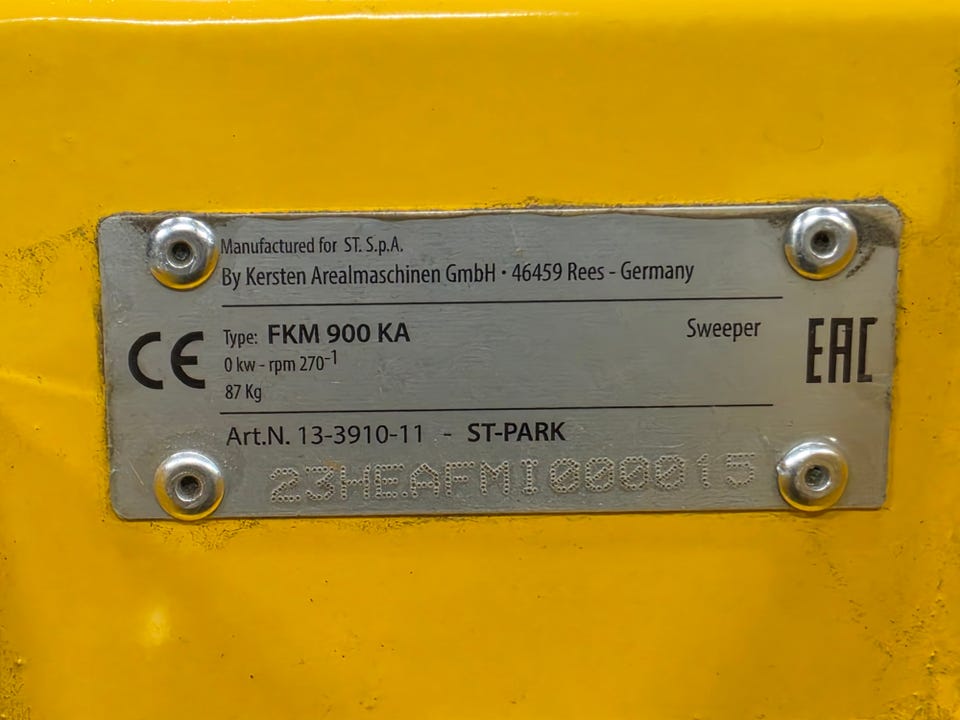 Manufactured for ST. S.p.A.
By Kersten Arealmaschinen GmbH · 46459 Rees - Germany
CE
Type: FKM 900 KA
Sweeper
EAC
0 kw - rpm 270⁻¹
87 Kg
Art.N. 13-3910-11 - ST-PARK
23HEAFMI000015